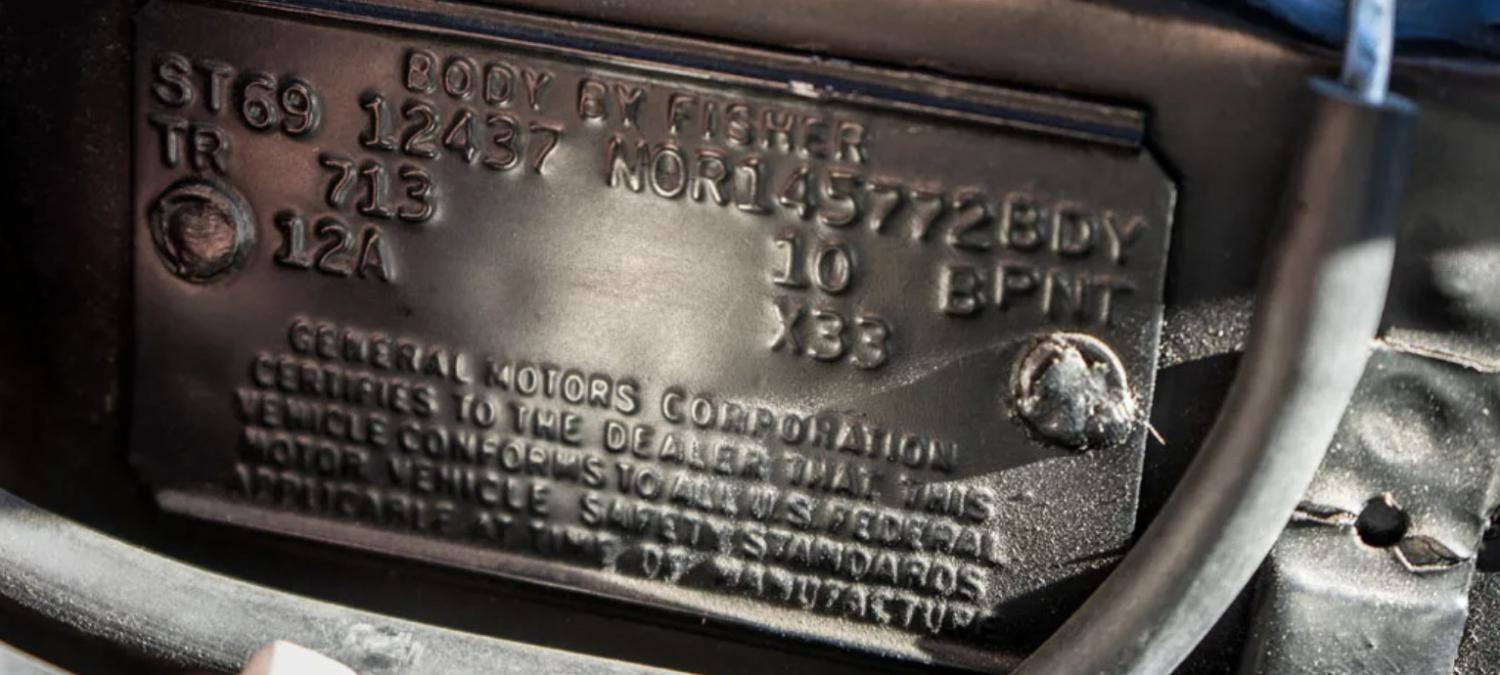 BODY BY FISHER
ST69 12437 NOR145772BDY
TR 713 10 BPNT
12A X33
GENERAL MOTORS CORPORATION
CERTIFIES TO THE DEALER THAT THIS
VEHICLE CONFORMS TO ALL U.S. FEDERAL
MOTOR VEHICLE SAFETY STANDARDS
APPLICABLE AT TIME OF MANUFACTURE